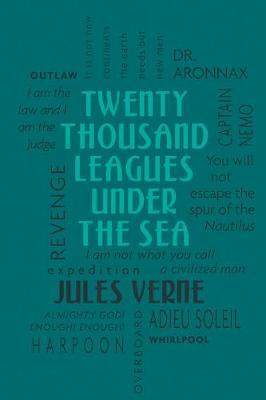 It is not now
continents
the earth
needs but
new men
DR.
ARONNAX
OUTLAW
I am the
law and I
am the
judge
TWENTY
THOUSAND
LEAGUES
UNDER
THE SEA
CAPTAIN
NEMO
REVENGE
You will
not
escape the
spur of the
Nautilus
I am not what you call
a civilized man
expedition
JULES VERNE
ALMIGHTY GOD!
ENOUGH! ENOUGH!
HARPOON
OVERBOARD
ADIEU SOLEIL
WHIRLPOOL